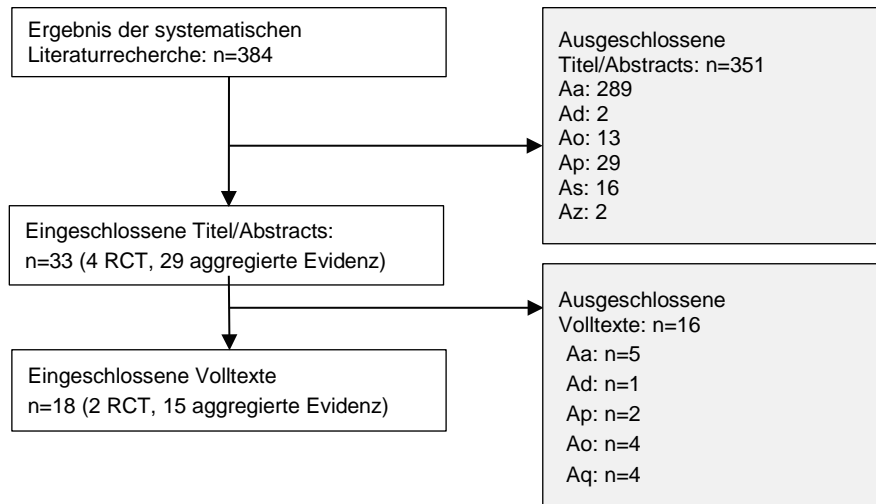 Ergebnis der systematischen
Literaturrecherche: n=384
Ausgeschlossene
Titel/Abstracts: n=351
Aa: 289
Ad: 2
Ao: 13
Ap: 29
As: 16
Az: 2
Eingeschlossene Titel/Abstracts:
n=33 (4 RCT, 29 aggregierte Evidenz)
Ausgeschlossene
Volltexte: n=16
Aa: n=5
Ad: n=1
Ap: n=2
Ao: n=4
Aq: n=4
Eingeschlossene Volltexte
n=18 (2 RCT, 15 aggregierte Evidenz)